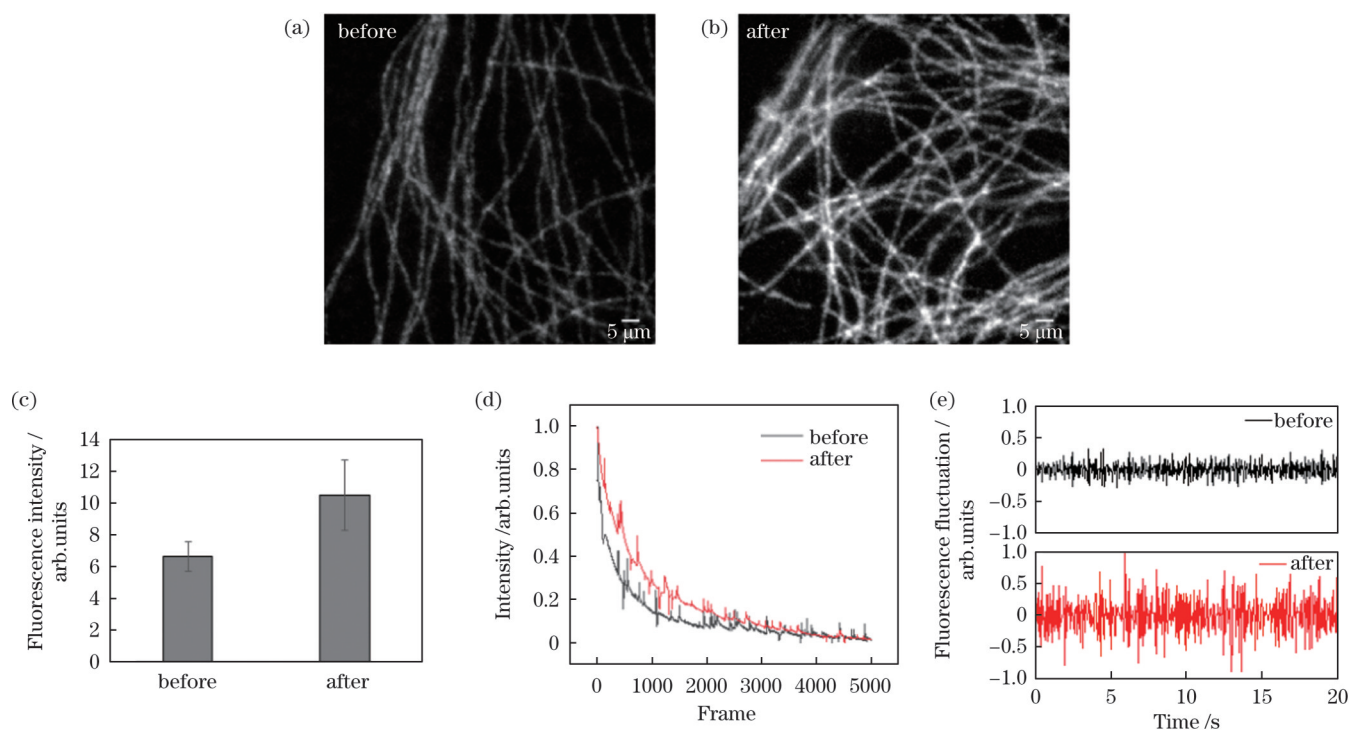 (a)
before
5 μm
(b)
after
5 μm
(c)
Fluorescence intensity /
arb.units
14
12
10
8
6
4
2
0
before
after
(d)
Intensity /arb.units
1.0
0.8
0.6
0.4
0.2
0
before
after
0 1000 2000 3000 4000 5000
Frame
(e)
Fluorescence fluctuation /
arb.units
1.0
0.5
0
−0.5
−1.0
before
1.0
0.5
0
−0.5
−1.0
after
0 5 10 15 20
Time /s